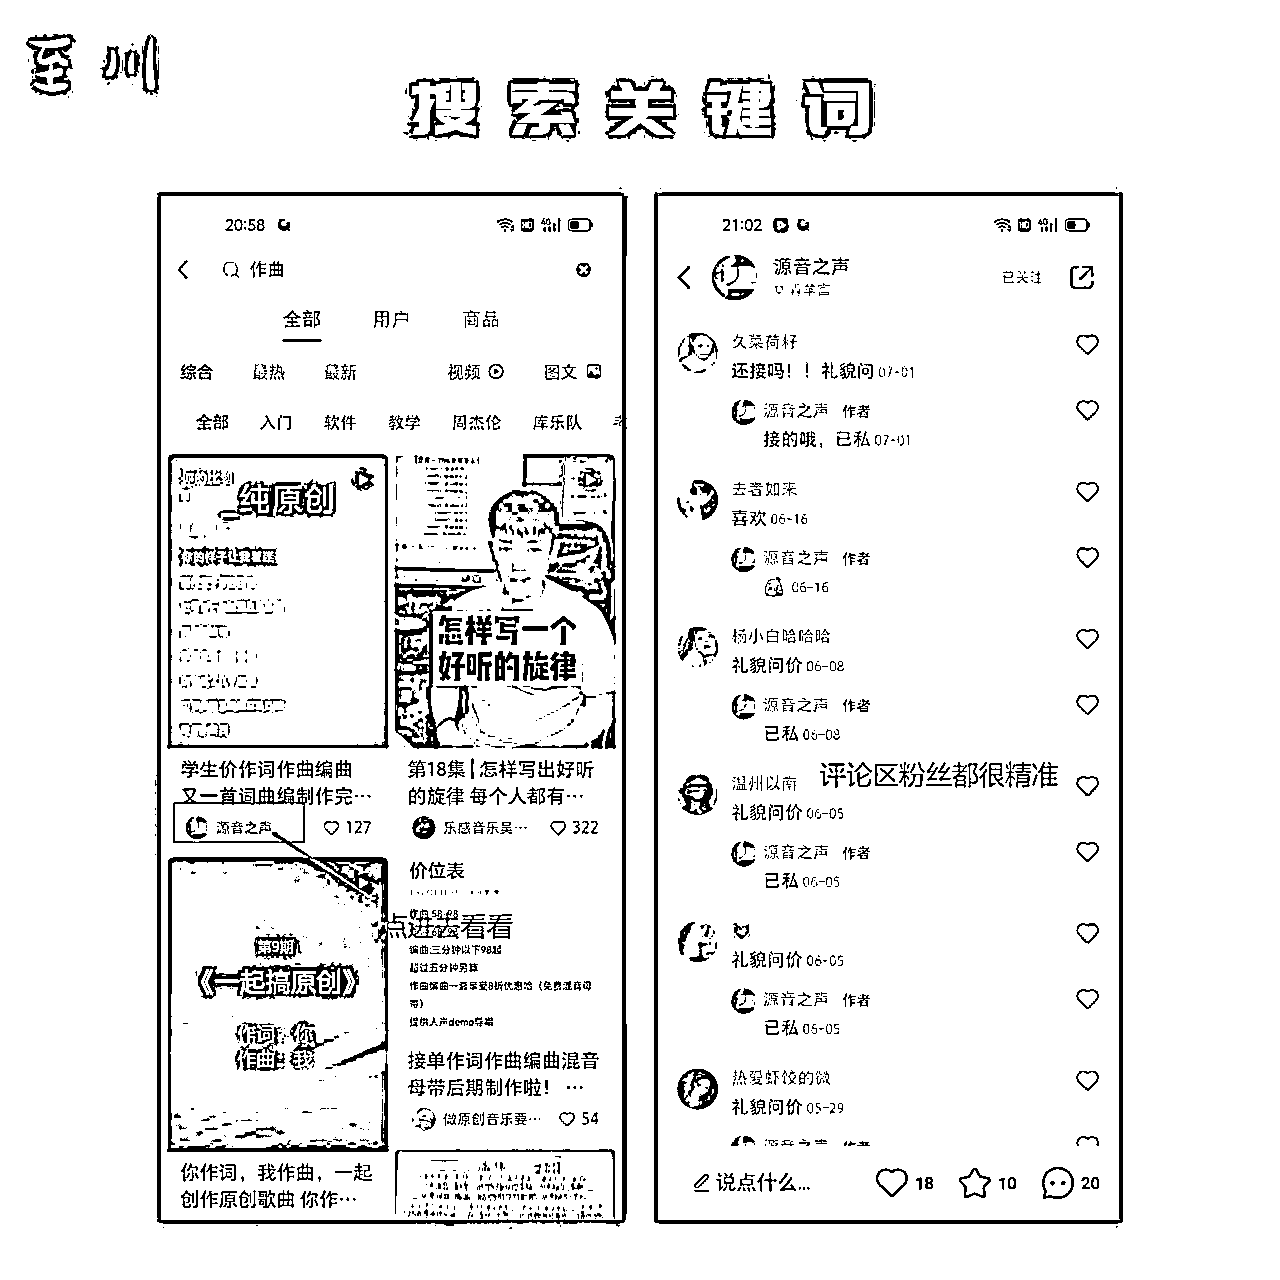 至川
搜索关键词
20:58
作曲
全部 用户 商品
综合 最热 最新 视频 图文
全部 入门 软件 教学 周杰伦 库乐队
纯原创
学生价作词作曲编曲
又一首词曲编制作完…
源音之声 127
怎样写一个
好听的旋律
第18集|怎样写出好听
的旋律 每个人都有…
乐感音乐吴… 322
第9期
《一起搞原创》
作词：你
作曲：我
你作词，我作曲，一起
创作原创歌曲 你作…
价位表
点进去看看
编曲三分钟以下98起
超过五分钟另算
作曲编曲一套享受8折优惠哈（免费混音母
带）
提供人声demo导唱
接单作词作曲编曲混音
母带后期制作啦！ …
微原创音乐要… 54
21:02
源音之声
已关注
久菜荷籽
还接吗！！礼貌问 07-01
源音之声 作者
接的哦，已私 07-01
去者如来
喜欢 06-16
源音之声 作者
06-16
杨小白哈哈哈
礼貌问价 06-08
源音之声 作者
已私 06-08
评论区粉丝都很精准
温州以南
礼貌问价 06-05
源音之声 作者
已私 06-05
礼貌问价 06-05
源音之声 作者
已私 06-05
热爱虾饺的微
礼貌问价 05-29
源音之声 作者
说点什么... 18 10 20